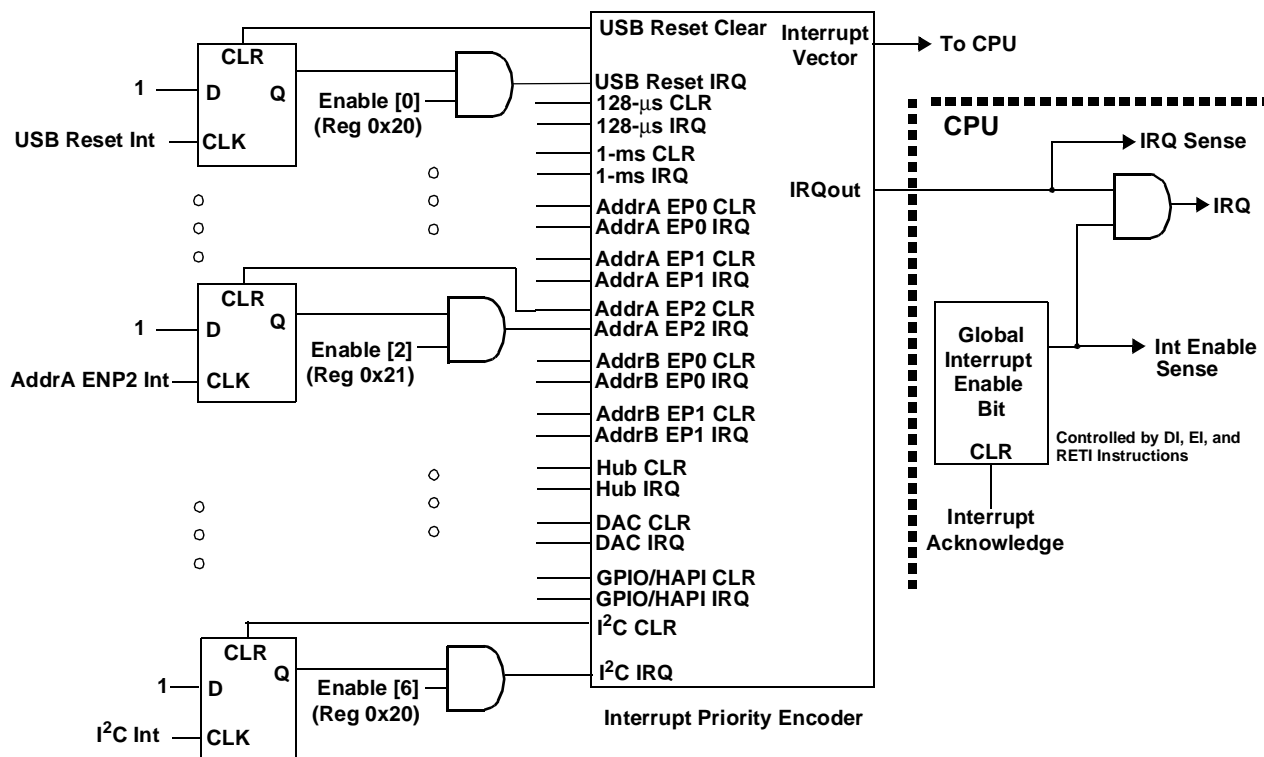 CLR
D
Q
CLK
1
USB Reset Int
Enable [0]
(Reg 0x20)
CLR
D
Q
CLK
1
AddrA ENP2 Int
Enable [2]
(Reg 0x21)
CLR
D
Q
CLK
1
I²C Int
Enable [6]
(Reg 0x20)
USB Reset Clear
USB Reset IRQ
128-μs CLR
128-μs IRQ
1-ms CLR
1-ms IRQ
AddrA EP0 CLR
AddrA EP0 IRQ
AddrA EP1 CLR
AddrA EP1 IRQ
AddrA EP2 CLR
AddrA EP2 IRQ
AddrB EP0 CLR
AddrB EP0 IRQ
AddrB EP1 CLR
AddrB EP1 IRQ
Hub CLR
Hub IRQ
DAC CLR
DAC IRQ
GPIO/HAPI CLR
GPIO/HAPI IRQ
I²C CLR
I²C IRQ
Interrupt
Vector
IRQout
Interrupt Priority Encoder
To CPU
CPU
IRQ Sense
IRQ
Global
Interrupt
Enable
Bit
CLR
Int Enable
Sense
Controlled by DI, EI, and
RETI Instructions
Interrupt
Acknowledge